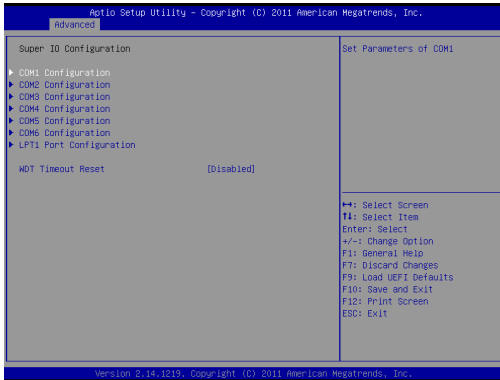 Aptio Setup Utility – Copyright (C) 2011 American Megatrends, Inc.
Advanced
Super IO Configuration
Set Parameters of COM1
COM1 Configuration
COM2 Configuration
COM3 Configuration
COM4 Configuration
COM5 Configuration
COM6 Configuration
LPT1 Port Configuration
WDT Timeout Reset [Disabled]
↔: Select Screen
↑↓: Select Item
Enter: Select
+/-: Change Option
F1: General Help
F7: Discard Changes
F9: Load UEFI Defaults
F10: Save and Exit
F12: Print Screen
ESC: Exit
Version 2.14.1219. Copyright (C) 2011 American Megatrends, Inc.